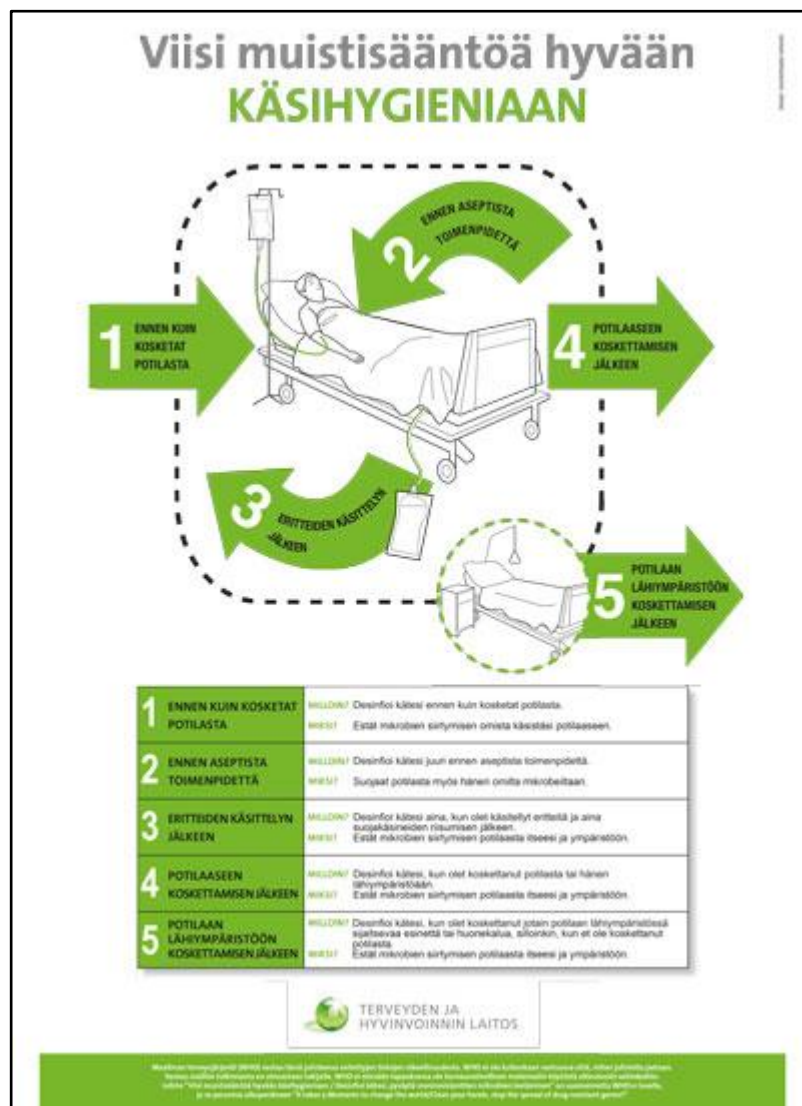 Viisi muistisääntöä hyvään
KÄSIHYGIENIAAN
1 ENNEN KUIN
KOSKETAT
POTILASTA
2 ENNEN ASEPTISTA
TOIMENPIDETTÄ
3 ERITTEIDEN KÄSITTELYN
JÄLKEEN
4 POTILAASEEN
KOSKETTAMISEN
JÄLKEEN
5 POTILAAN
LÄHIYMPÄRISTÖÖN
KOSKETTAMISEN
JÄLKEEN
1 ENNEN KUIN KOSKETAT
POTILASTA
MILLOIN? Desinfioi kätesi ennen kuin kosketat potilasta.
MIKSI? Estät mikrobien siirtymisen omista käsistäsi potilaaseen.
2 ENNEN ASEPTISTA
TOIMENPIDETTÄ
MILLOIN? Desinfioi kätesi juuri ennen aseptista toimenpidettä.
MIKSI? Suojaat potilasta myös hänen omilta mikrobeiltaan.
3 ERITTEIDEN KÄSITTELYN
JÄLKEEN
MILLOIN? Desinfioi kätesi aina, kun olet käsitellyt eritteitä ja aina
suojakäsineiden riisumisen jälkeen.
MIKSI? Estät mikrobien siirtymisen potilaasta itseesi ja ympäristöön.
4 POTILAASEEN
KOSKETTAMISEN JÄLKEEN
MILLOIN? Desinfioi kätesi, kun olet koskettanut potilasta tai hänen
lähiympäristöään.
MIKSI? Estät mikrobien siirtymisen potilaasta itseesi ja ympäristöön.
5 POTILAAN
LÄHIYMPÄRISTÖÖN
KOSKETTAMISEN JÄLKEEN
MILLOIN? Desinfioi kätesi, kun olet koskettanut jotain potilaan lähiympäristössä
sijaitsevaa esinettä tai huonekalua, silloinkin, kun et ole koskettanut
potilasta.
MIKSI? Estät mikrobien siirtymisen potilaasta itseesi ja ympäristöön.
TERVEYDEN JA
HYVINVOINNIN LAITOS